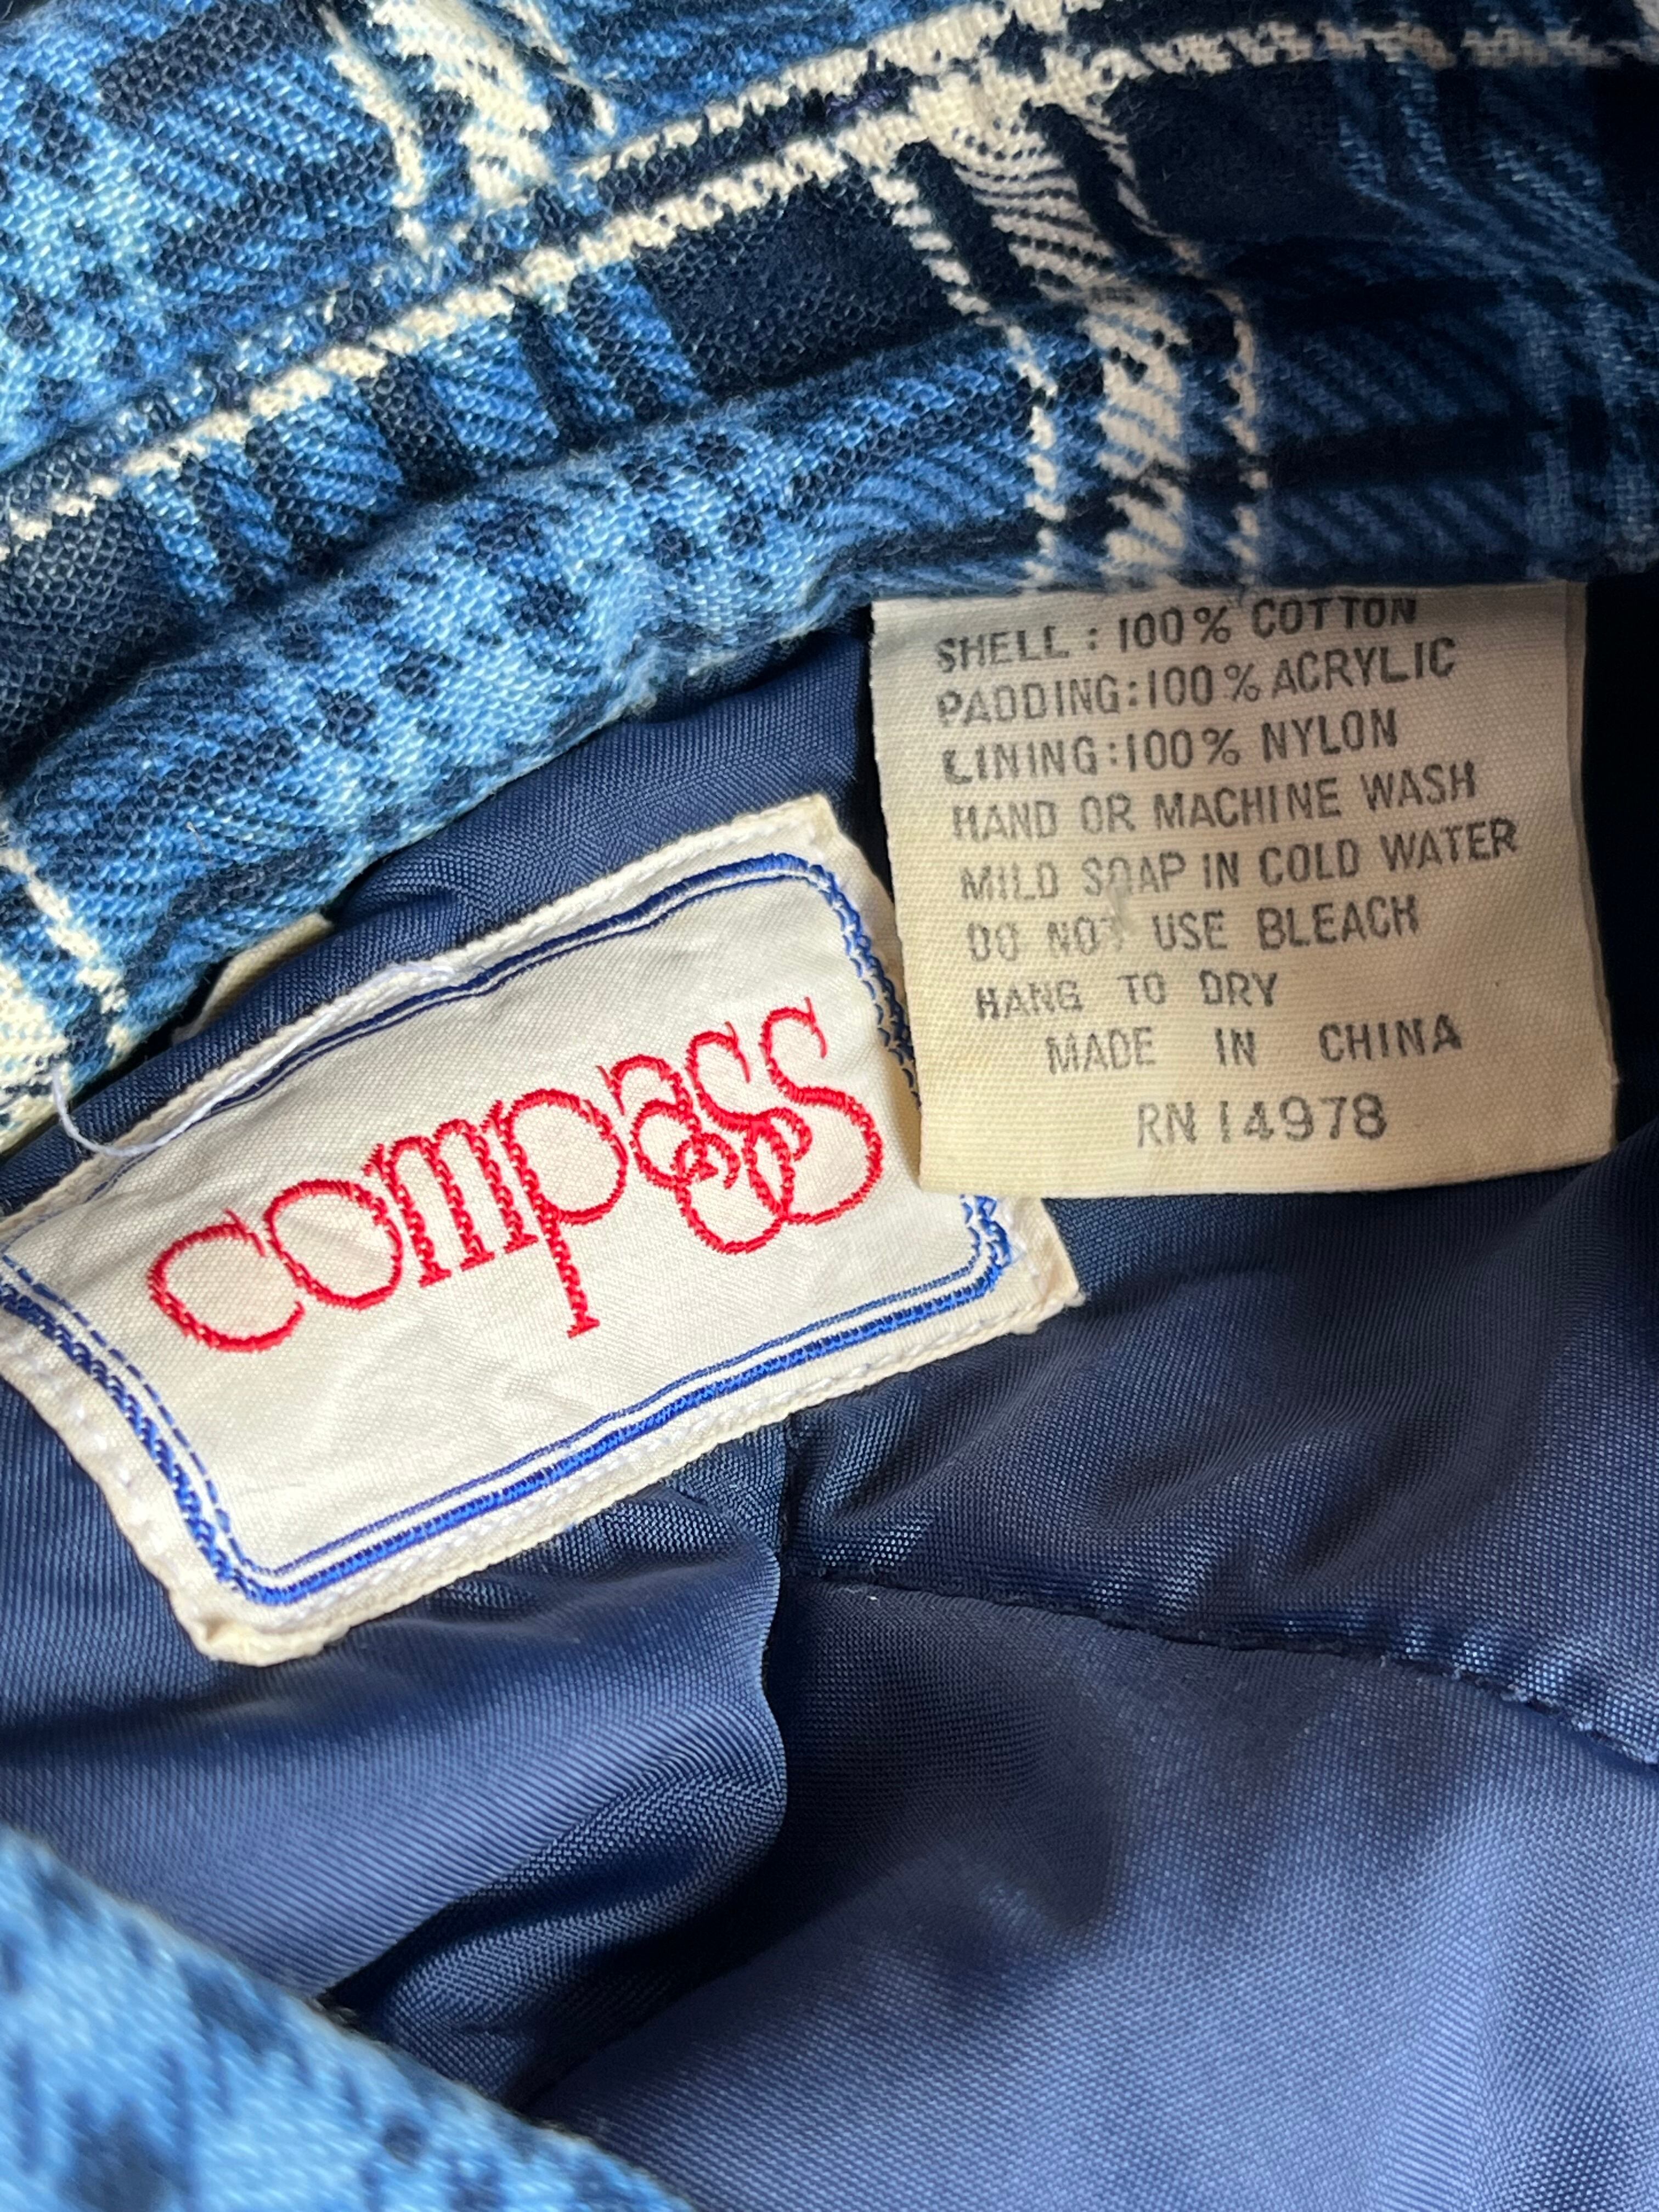 SHELL : 100% COTTON
PADDING:100% ACRYLIC
LINING:100% NYLON
HAND OR MACHINE WASH
MILD SOAP IN COLD WATER
DO NOT USE BLEACH
HANG TO DRY
MADE IN CHINA
RN 14978
compass